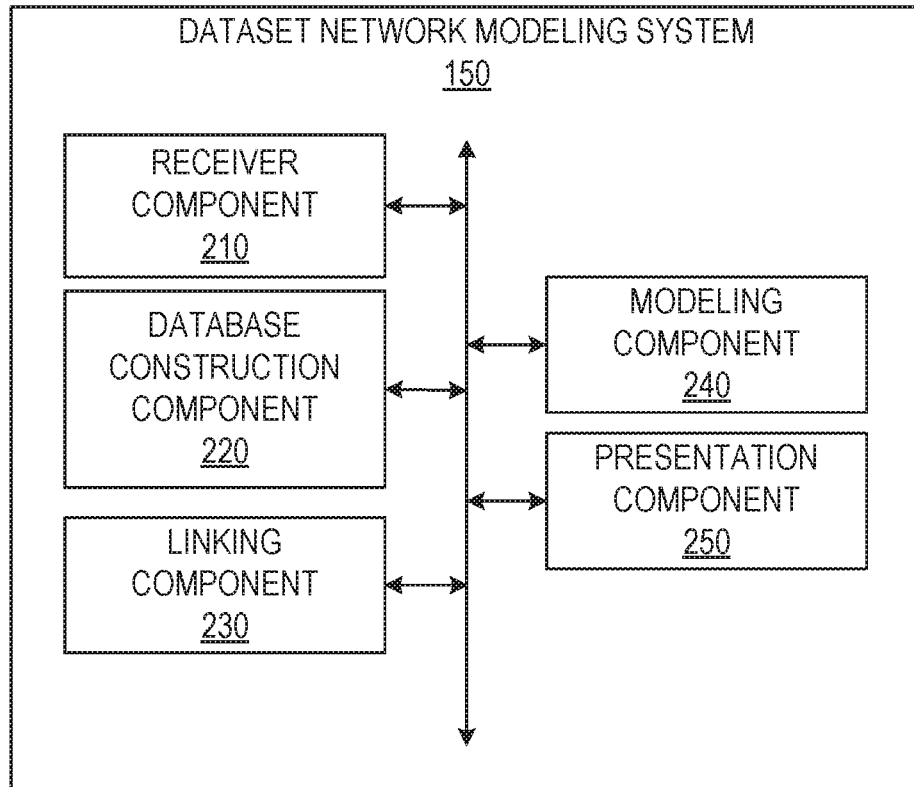 DATASET NETWORK MODELING SYSTEM
150
RECEIVER
COMPONENT
210
DATABASE
CONSTRUCTION
COMPONENT
220
LINKING
COMPONENT
230
MODELING
COMPONENT
240
PRESENTATION
COMPONENT
250